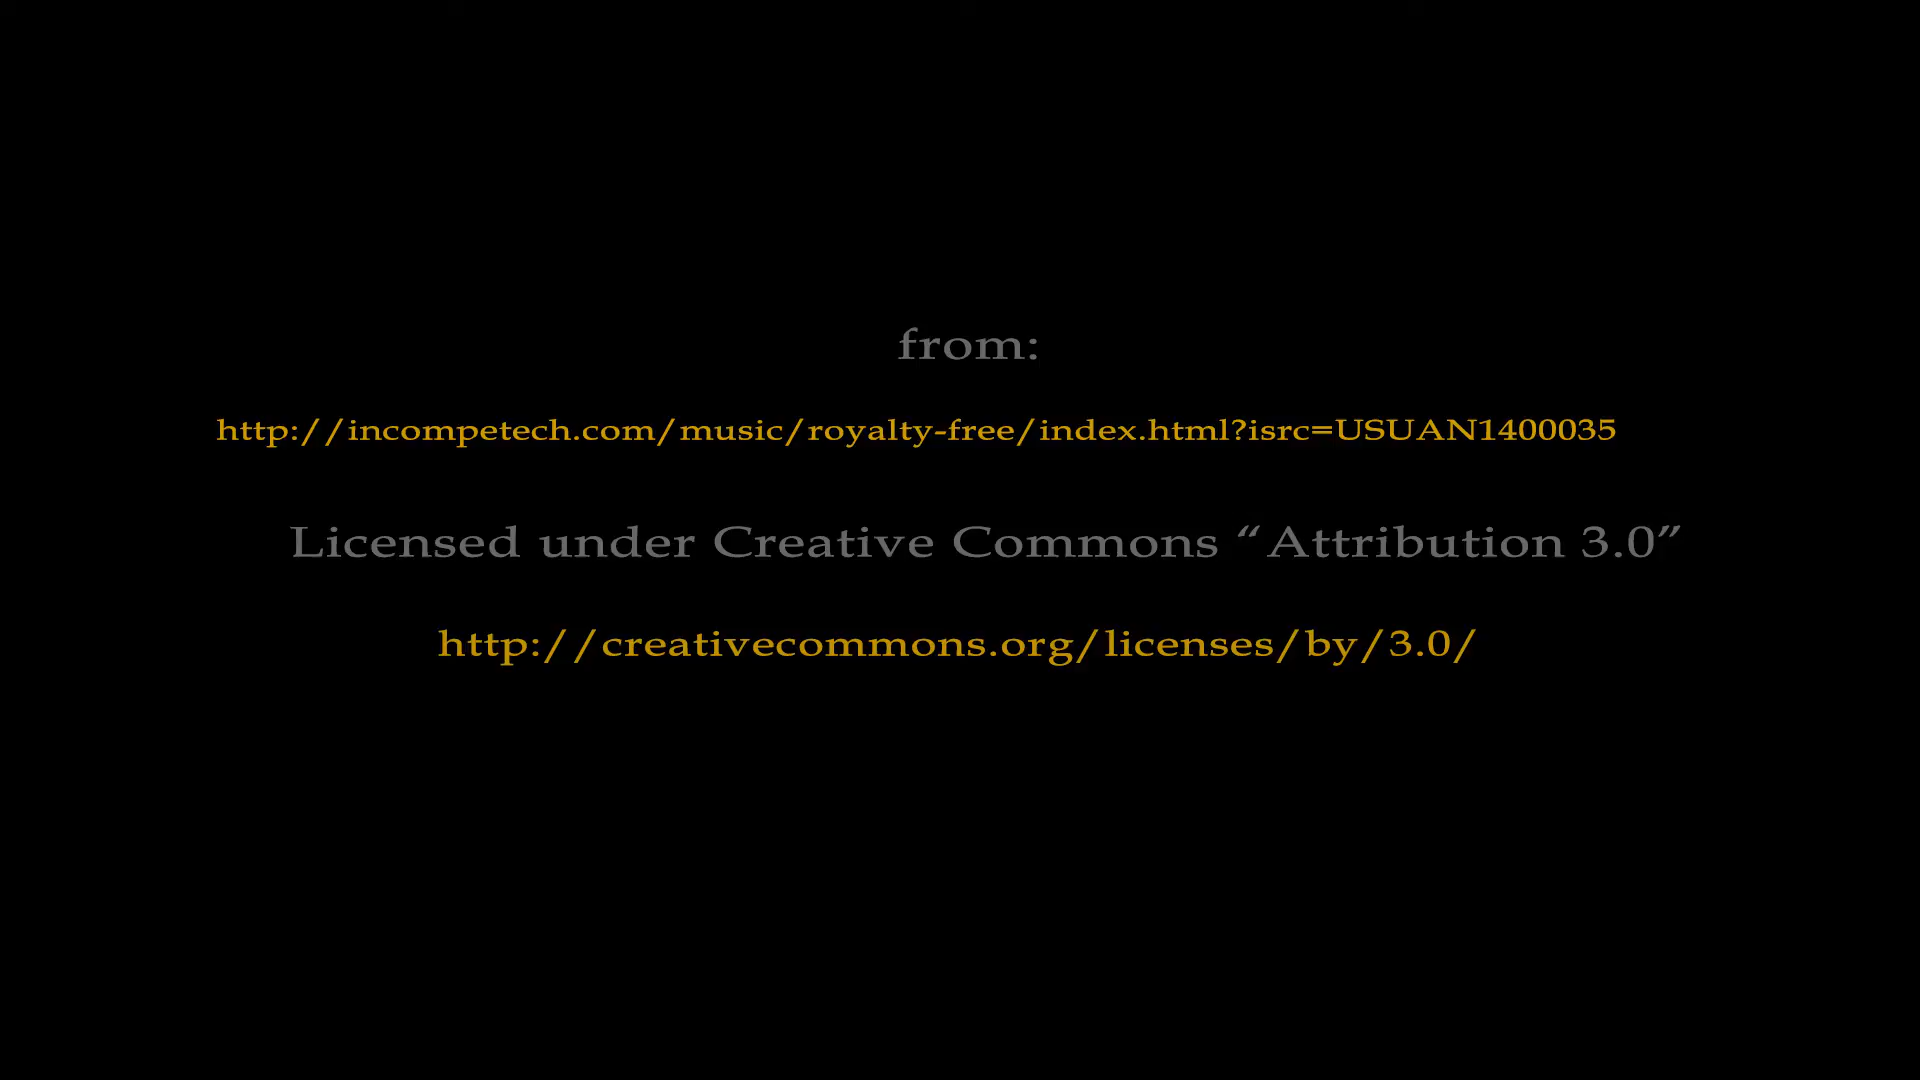 from:
http://incompetech.com/music/royalty-free/index.html?isrc=USUAN1400035
Licensed under Creative Commons “Attribution 3.0”
http://creativecommons.org/licenses/by/3.0/